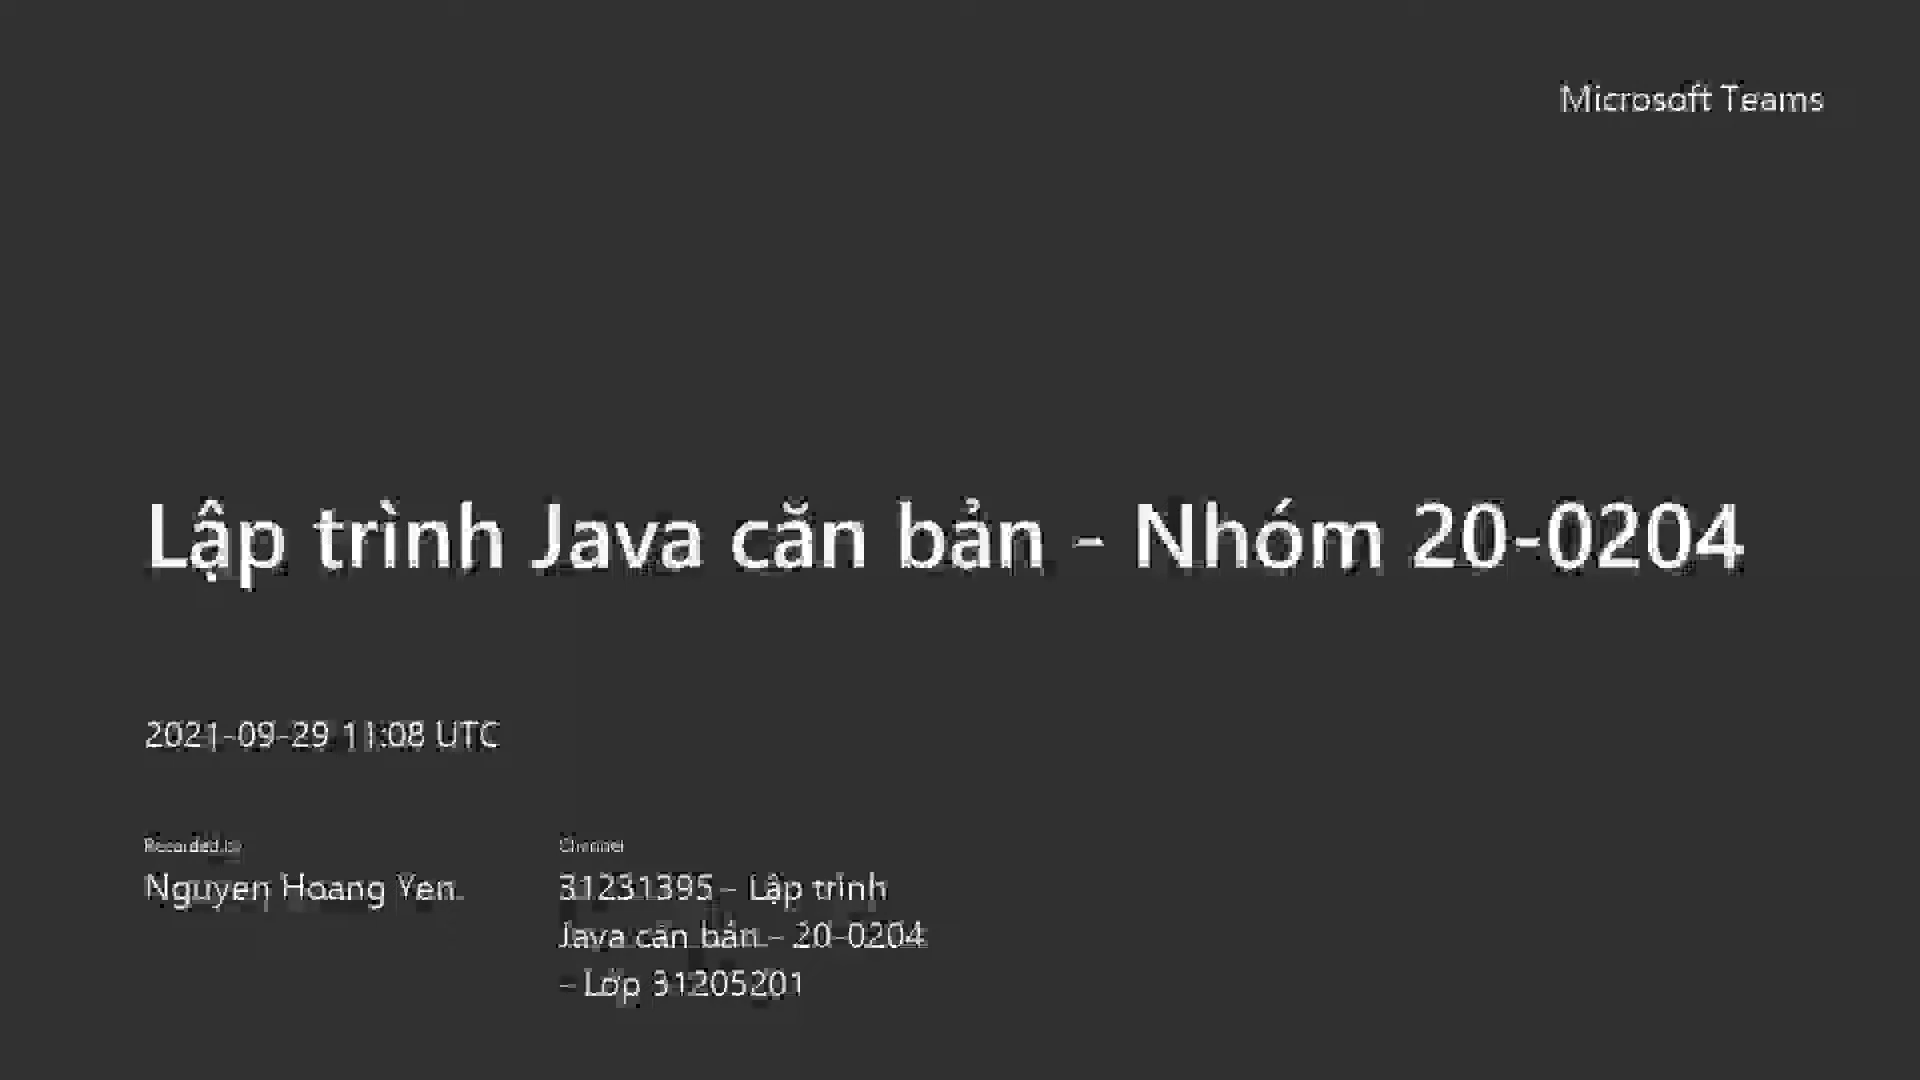 Microsoft Teams
Lập trình Java căn bản - Nhóm 20-0204
2021-09-29 11:08 UTC
Recorded by
Channel
Nguyen Hoang Yen
31231395 - Lập trình
Java căn bản - 20-0204
- Lớp 31205201